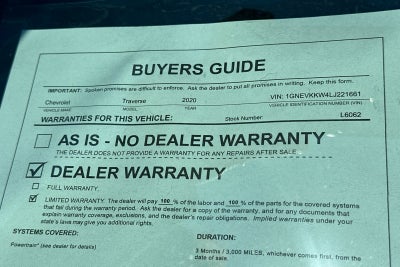 BUYERS GUIDE
IMPORTANT: Spoken promises are difficult to enforce. Ask the dealer to put all promises in writing. Keep this form.
Chevrolet Traverse 2020 VIN: 1GNEVKKW4LJ221661
VEHICLE MAKE MODEL YEAR VEHICLE IDENTIFICATION NUMBER (VIN)
WARRANTIES FOR THIS VEHICLE: Stock Number: L6062
AS IS - NO DEALER WARRANTY
THE DEALER DOES NOT PROVIDE A WARRANTY FOR ANY REPAIRS AFTER SALE.
DEALER WARRANTY
FULL WARRANTY.
LIMITED WARRANTY. The dealer will pay 100 % of the labor and 100 % of the parts for the covered systems
that fail during the warranty period. Ask the dealer for a copy of the warranty, and for any documents that
explain warranty coverage, exclusions, and the dealer's repair obligations. Implied warranties under your
state's laws may give you additional rights.
SYSTEMS COVERED: DURATION:
Powertrain* (see dealer for details) 3 Months / 3,000 MILES, whichever comes first, from the
date of sale.